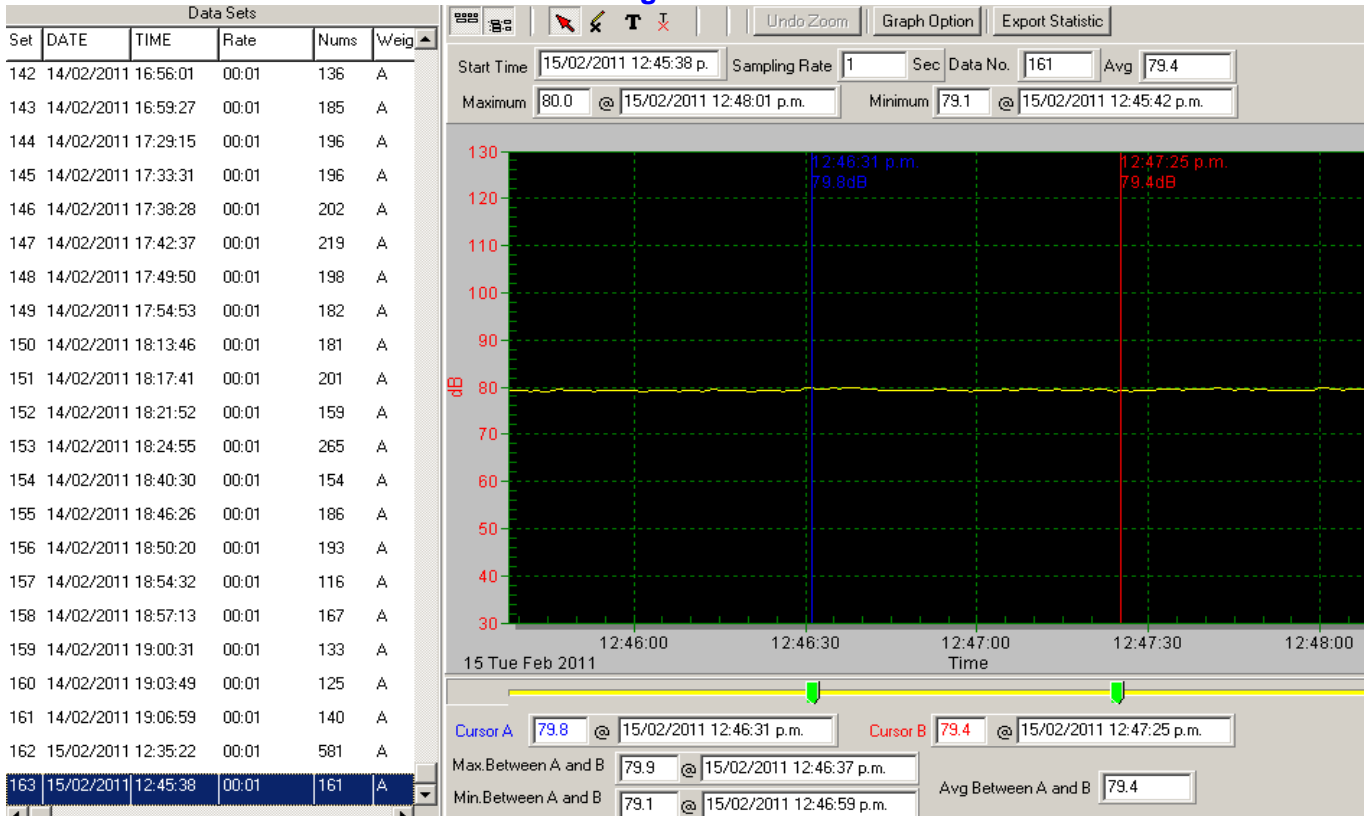 Data Sets
Set DATE TIME Rate Nums Weig
142 14/02/2011 16:56:01 00:01 136 A
143 14/02/2011 16:59:27 00:01 185 A
144 14/02/2011 17:29:15 00:01 196 A
145 14/02/2011 17:33:31 00:01 196 A
146 14/02/2011 17:38:28 00:01 202 A
147 14/02/2011 17:42:37 00:01 219 A
148 14/02/2011 17:49:50 00:01 198 A
149 14/02/2011 17:54:53 00:01 182 A
150 14/02/2011 18:13:46 00:01 181 A
151 14/02/2011 18:17:41 00:01 201 A
152 14/02/2011 18:21:52 00:01 159 A
153 14/02/2011 18:24:55 00:01 265 A
154 14/02/2011 18:40:30 00:01 154 A
155 14/02/2011 18:46:26 00:01 186 A
156 14/02/2011 18:50:20 00:01 193 A
157 14/02/2011 18:54:32 00:01 116 A
158 14/02/2011 18:57:13 00:01 167 A
159 14/02/2011 19:00:31 00:01 133 A
160 14/02/2011 19:03:49 00:01 125 A
161 14/02/2011 19:06:59 00:01 140 A
162 15/02/2011 12:35:22 00:01 581 A
163 15/02/2011 12:45:38 00:01 161 A
T T Undo Zoom Graph Option Export Statistic
Start Time 15/02/2011 12:45:38 p. Sampling Rate 1 Sec Data No. 161 Avg 79.4
Maximum 80.0 @ 15/02/2011 12:48:01 p.m. Minimum 79.1 @ 15/02/2011 12:45:42 p.m.
130
12:46:31 p.m. 12:47:25 p.m.
79.8dB 79.4dB
120
110
100
90
dB 80
70
60
50
40
30
12:46:00 12:46:30 12:47:00 12:47:30 12:48:00
15 Tue Feb 2011 Time
Cursor A 79.8 @ 15/02/2011 12:46:31 p.m. Cursor B 79.4 @ 15/02/2011 12:47:25 p.m.
Max.Between A and B 79.9 @ 15/02/2011 12:46:37 p.m.
Avg Between A and B 79.4
Min.Between A and B 79.1 @ 15/02/2011 12:46:59 p.m.